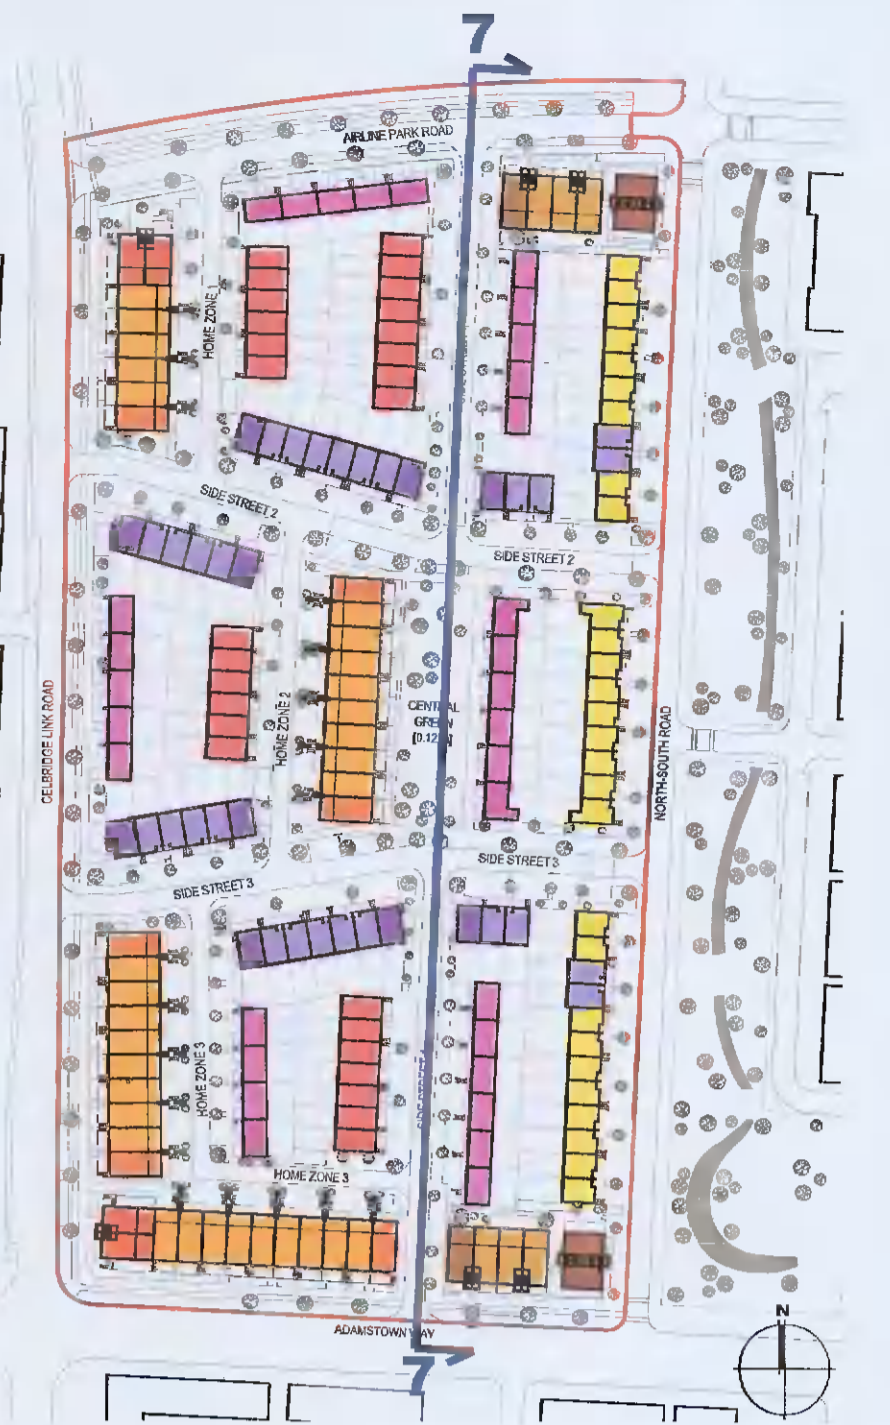 7
AIRLINE PARK ROAD
HOME ZONE 1
SIDE STREET 2
SIDE STREET 2
CELBRIDGE LINK ROAD
HOME ZONE 2
CENTRAL
GREEN
NORTH-SOUTH ROAD
SIDE STREET 3
SIDE STREET 3
HOME ZONE 3
HOME ZONE 3
ADAMSTOWN WAY
7
N